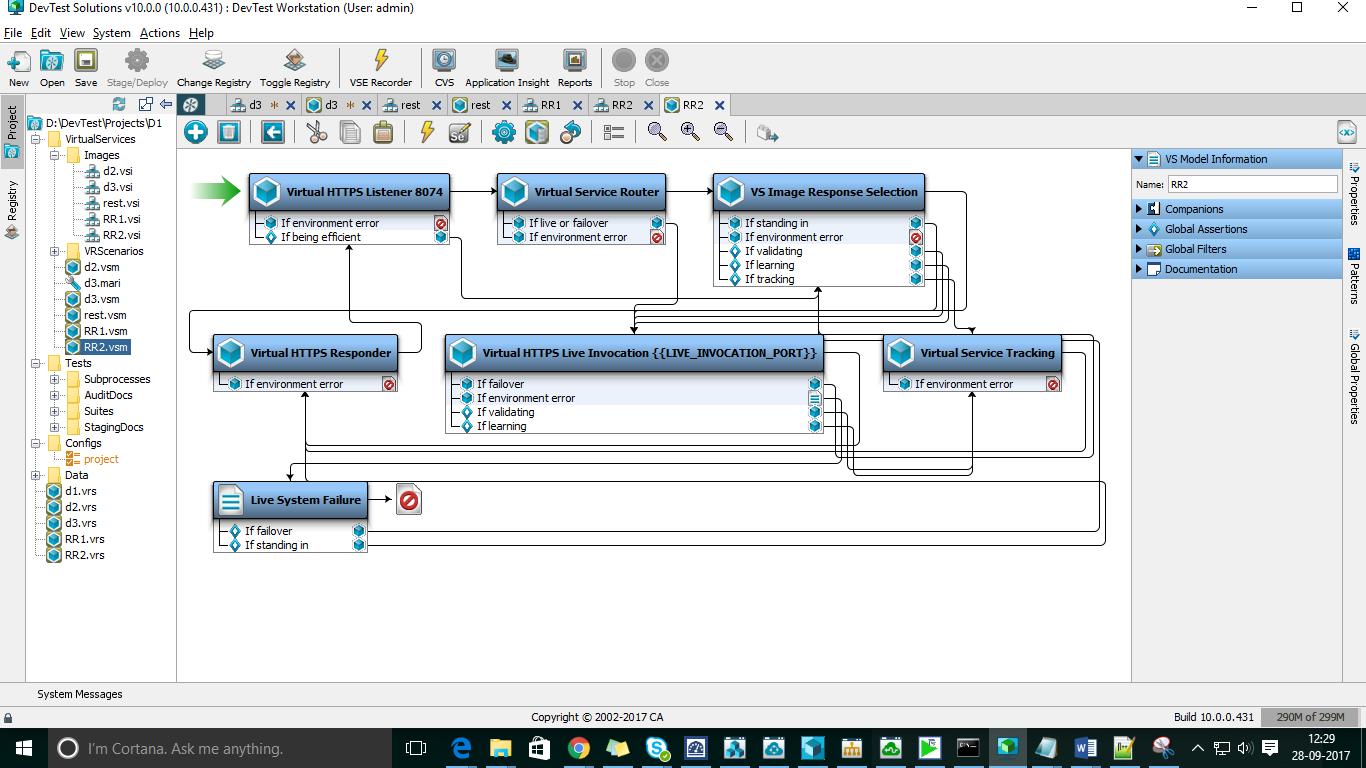 DevTest Solutions v10.0.0 (10.0.0.431) : DevTest Workstation (User: admin)
File Edit View System Actions Help
New Open Save Stage/Deploy Change Registry Toggle Registry VSE Recorder CVS Application Insight Reports Stop Close
d3 * d3 * rest rest RR1 RR2 RR2
Project
Registry
D:\DevTest\Projects\D1
VirtualServices
Images
d2.vsi
d3.vsi
rest.vsi
RR1.vsi
RR2.vsi
VRScenarios
d2.vsm
d3.mari
d3.vsm
rest.vsm
RR1.vsm
RR2.vsm
Tests
Subprocesses
AuditDocs
Suites
StagingDocs
Configs
project
Data
d1.vrs
d2.vrs
d3.vrs
RR1.vrs
RR2.vrs
Se
Virtual HTTPS Listener 8074
If environment error
If being efficient
Virtual Service Router
If live or failover
If environment error
VS Image Response Selection
If standing in
If environment error
If validating
If learning
If tracking
Virtual HTTPS Responder
If environment error
Virtual HTTPS Live Invocation {{LIVE_INVOCATION_PORT}}
If failover
If environment error
If validating
If learning
Virtual Service Tracking
If environment error
Live System Failure
If failover
If standing in
VS Model Information
Name: RR2
Companions
Global Assertions
Global Filters
Documentation
Properties
Patterns
Global Properties
System Messages
Copyright © 2002-2017 CA
Build 10.0.0.431 290M of 299M
I'm Cortana. Ask me anything.
12:29
28-09-2017